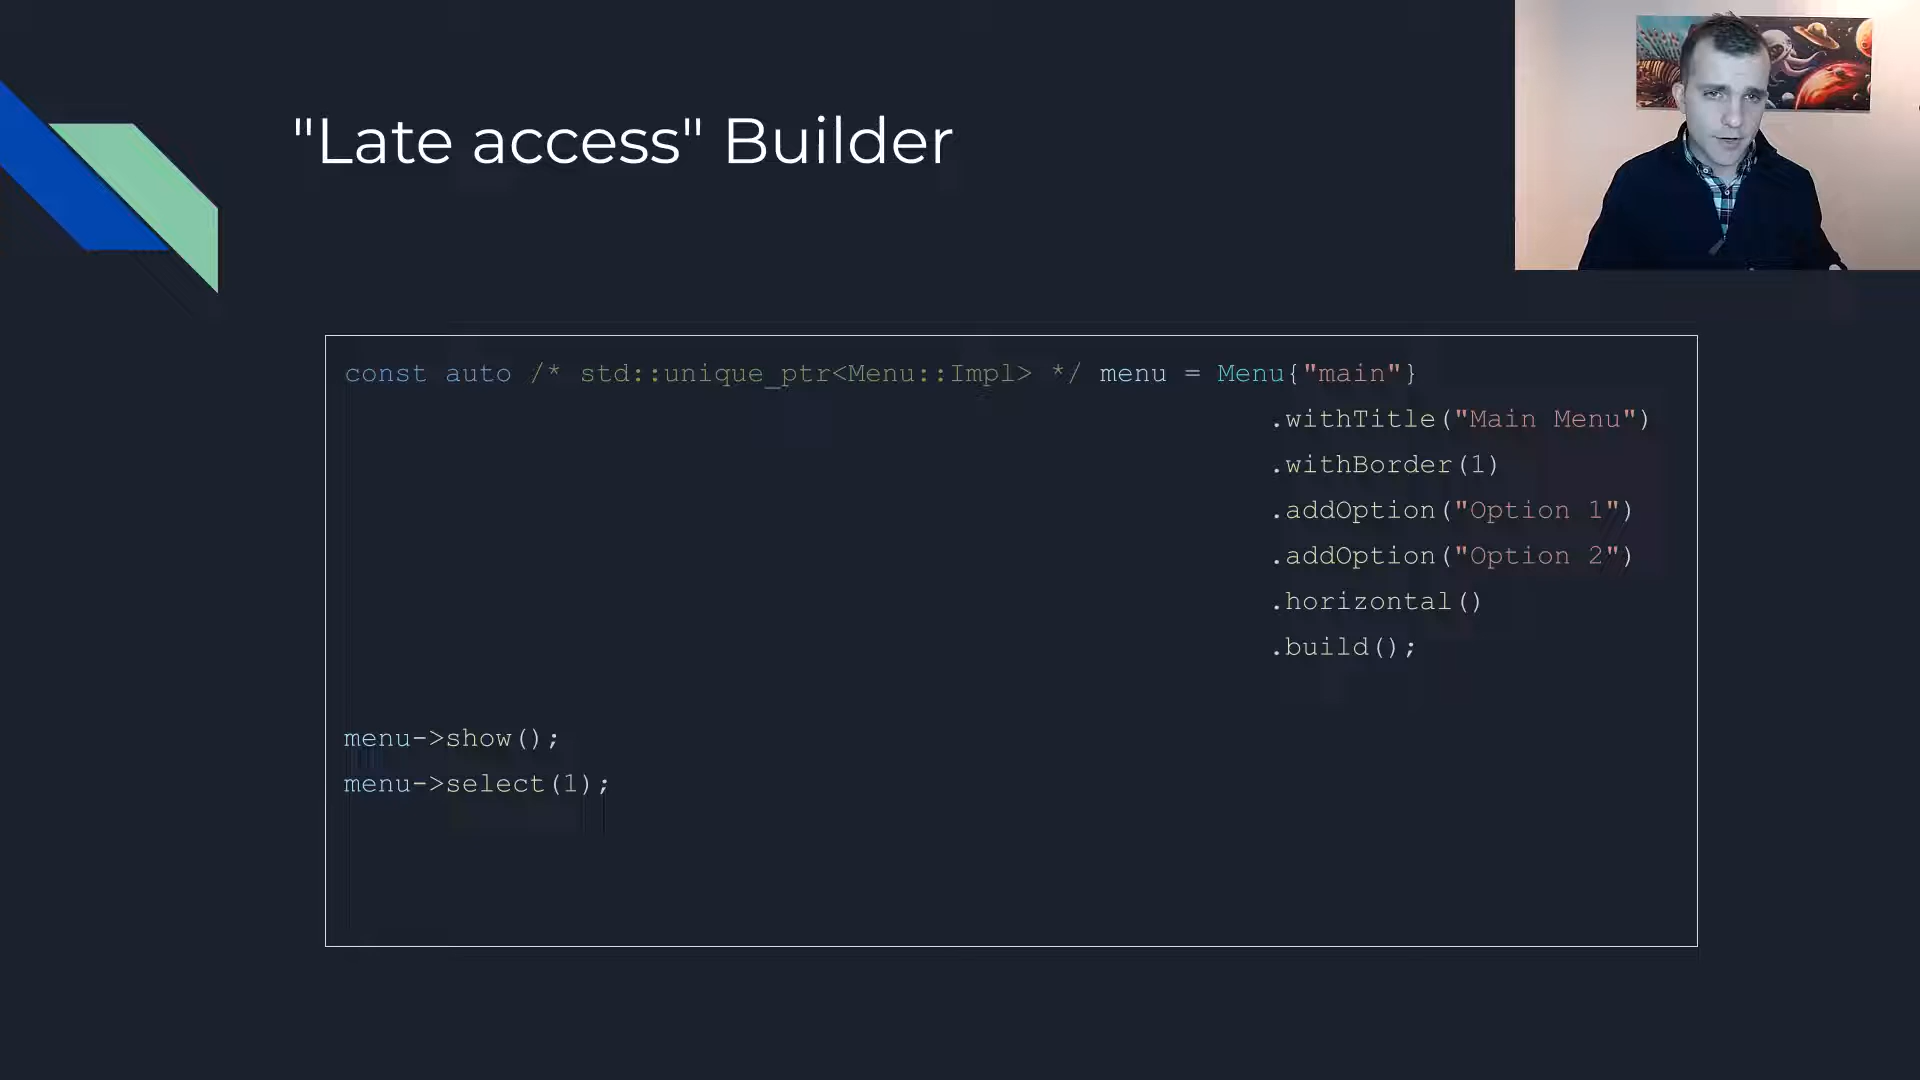 "Late access" Builder
const auto /* std::unique_ptr<Menu::Impl> */ menu = Menu{"main"}
.withTitle("Main Menu")
.withBorder(1)
.addOption("Option 1")
.addOption("Option 2")
.horizontal()
.build();
menu->show();
menu->select(1);